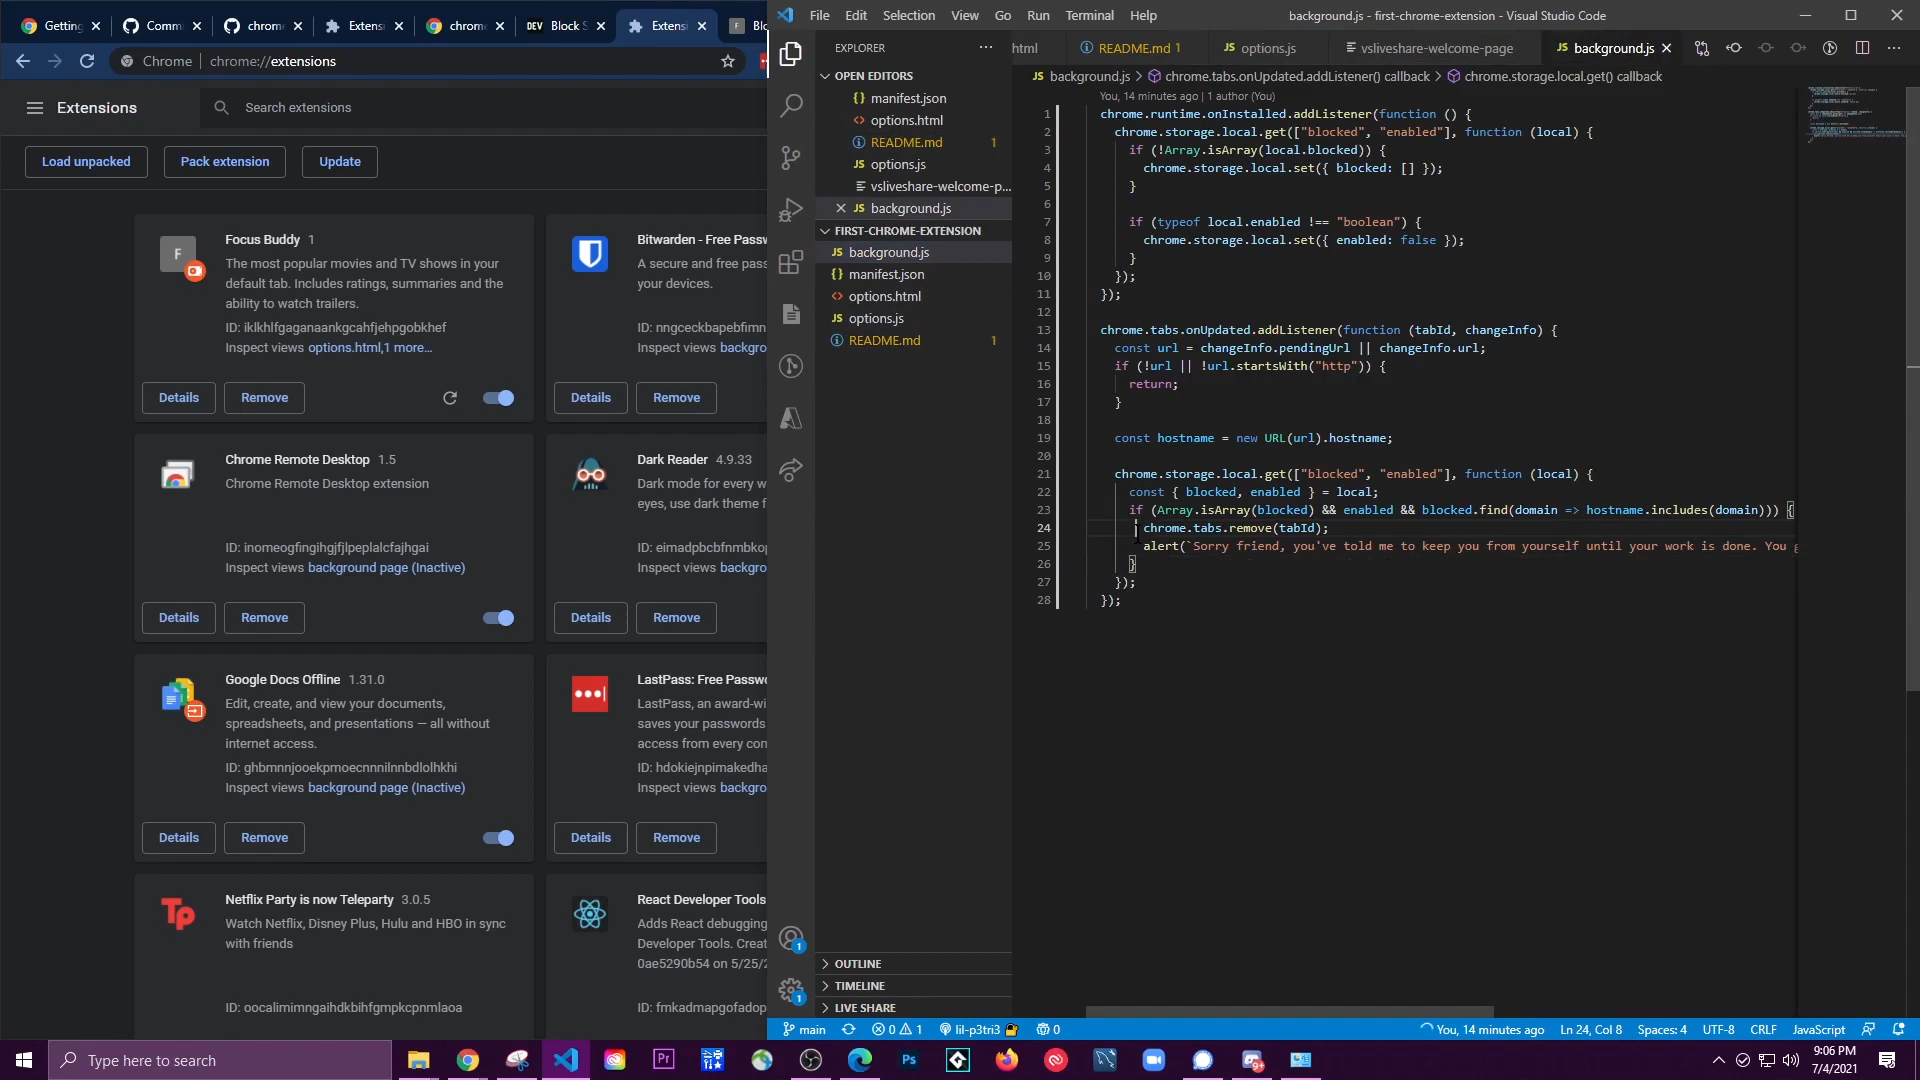 Getting
Comm
chrome
Extensi
chrome
DEV Block S
Extensi
Chrome chrome://extensions
Extensions
Search extensions
Load unpacked Pack extension Update
Focus Buddy 1
The most popular movies and TV shows in your
default tab. Includes ratings, summaries and the
ability to watch trailers.
ID: iklkhlfgaganaankgcahfjehpgobkhef
Inspect views options.html,1 more...
Details Remove
Bitwarden - Free Passw
A secure and free pass
your devices.
ID: nngceckbapebfimn
Inspect views backgro
Details Remove
Chrome Remote Desktop 1.5
Chrome Remote Desktop extension
ID: inomeogfingihgjfjlpeplalcfajhgai
Inspect views background page (Inactive)
Details Remove
Dark Reader 4.9.33
Dark mode for every w
eyes, use dark theme f
ID: eimadpbcbfnmbkop
Inspect views backgro
Details Remove
Google Docs Offline 1.31.0
Edit, create, and view your documents,
spreadsheets, and presentations — all without
internet access.
ID: ghbmnnjooekpmoecnnnilnnbdlolhkhi
Inspect views background page (Inactive)
Details Remove
LastPass: Free Passwo
LastPass, an award-wi
saves your passwords
access from every com
ID: hdokiejnpimakedha
Inspect views backgro
Details Remove
Netflix Party is now Teleparty 3.0.5
Watch Netflix, Disney Plus, Hulu and HBO in sync
with friends
ID: oocalimimngaihdkbihfgmpkcpnmlaoa
React Developer Tools
Adds React debugging
Developer Tools. Creat
0ae5290b54 on 5/25/2
ID: fmkadmapgofadop
File Edit Selection View Go Run Terminal Help
background.js - first-chrome-extension - Visual Studio Code
EXPLORER
html README.md 1 options.js vsliveshare-welcome-page JS background.js
OPEN EDITORS
manifest.json
options.html
README.md 1
JS options.js
vsliveshare-welcome-p...
JS background.js
FIRST-CHROME-EXTENSION
JS background.js
manifest.json
options.html
JS options.js
README.md 1
OUTLINE
TIMELINE
LIVE SHARE
JS background.js > chrome.tabs.onUpdated.addListener() callback > chrome.storage.local.get() callback
You, 14 minutes ago | 1 author (You)
1 chrome.runtime.onInstalled.addListener(function () {
2 chrome.storage.local.get(["blocked", "enabled"], function (local) {
3 if (!Array.isArray(local.blocked)) {
4 chrome.storage.local.set({ blocked: [] });
5 }
6
7 if (typeof local.enabled !== "boolean") {
8 chrome.storage.local.set({ enabled: false });
9 }
10 });
11 });
12
13 chrome.tabs.onUpdated.addListener(function (tabId, changeInfo) {
14 const url = changeInfo.pendingUrl || changeInfo.url;
15 if (!url || !url.startsWith("http")) {
16 return;
17 }
18
19 const hostname = new URL(url).hostname;
20
21 chrome.storage.local.get(["blocked", "enabled"], function (local) {
22 const { blocked, enabled } = local;
23 if (Array.isArray(blocked) && enabled && blocked.find(domain => hostname.includes(domain))) {
24 chrome.tabs.remove(tabId);
25 alert(`Sorry friend, you've told me to keep you from yourself until your work is done. You g
26 }
27 });
28 });
main 0 1 lil-p3tri3 0 You, 14 minutes ago Ln 24, Col 8 Spaces: 4 UTF-8 CRLF JavaScript
Type here to search
9:06 PM
7/4/2021